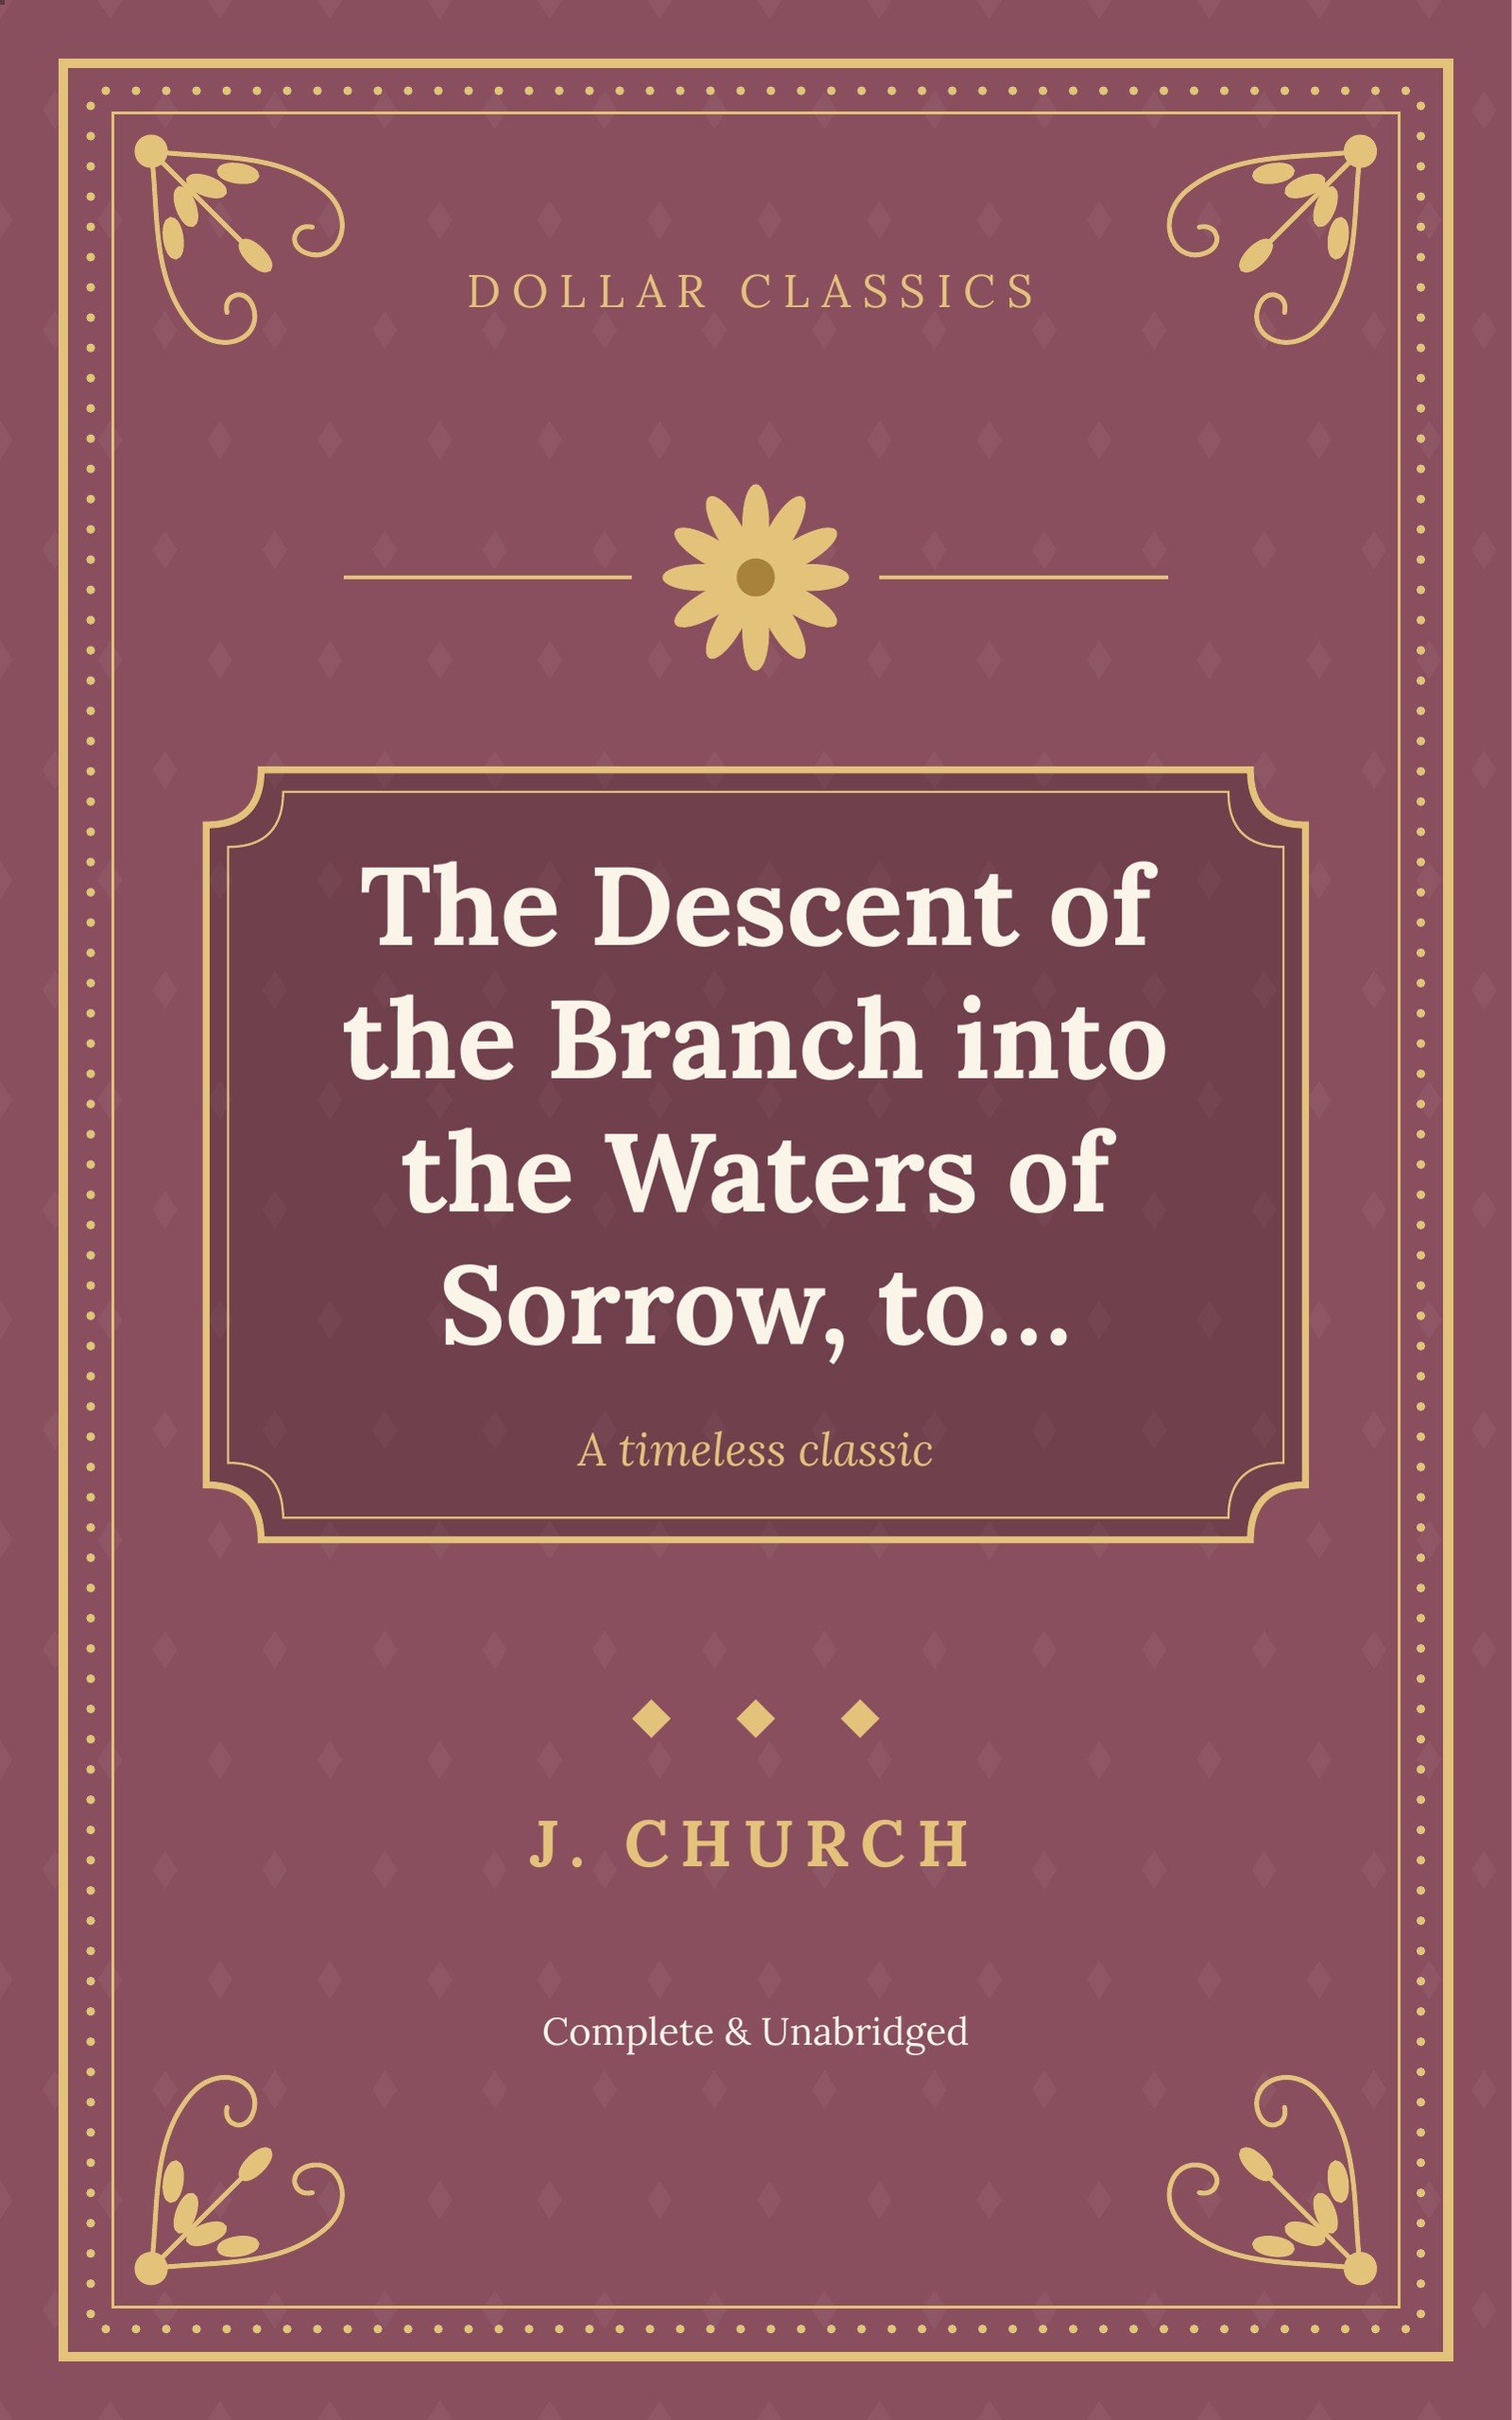 DOLLAR CLASSICS
The Descent of
the Branch into
the Waters of
Sorrow, to...
A timeless classic
J. CHURCH
Complete & Unabridged